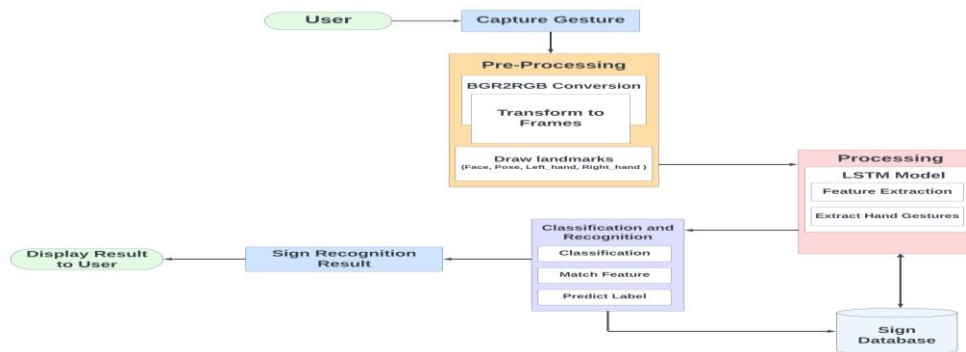 User
Capture Gesture
Pre-Processing
BGR2RGB Conversion
Transform to
Frames
Draw landmarks
(Face, Pose, Left_hand, Right_hand )
Processing
LSTM Model
Feature Extraction
Extract Hand Gestures
Classification and
Recognition
Classification
Match Feature
Predict Label
Sign Recognition
Result
Display Result
to User
Sign
Database